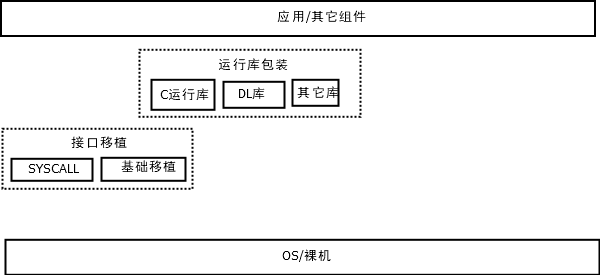 应用/其它组件
运行库包装
C运行库 DL库 其它库
接口移植
SYSCALL 基础移植
OS/裸机